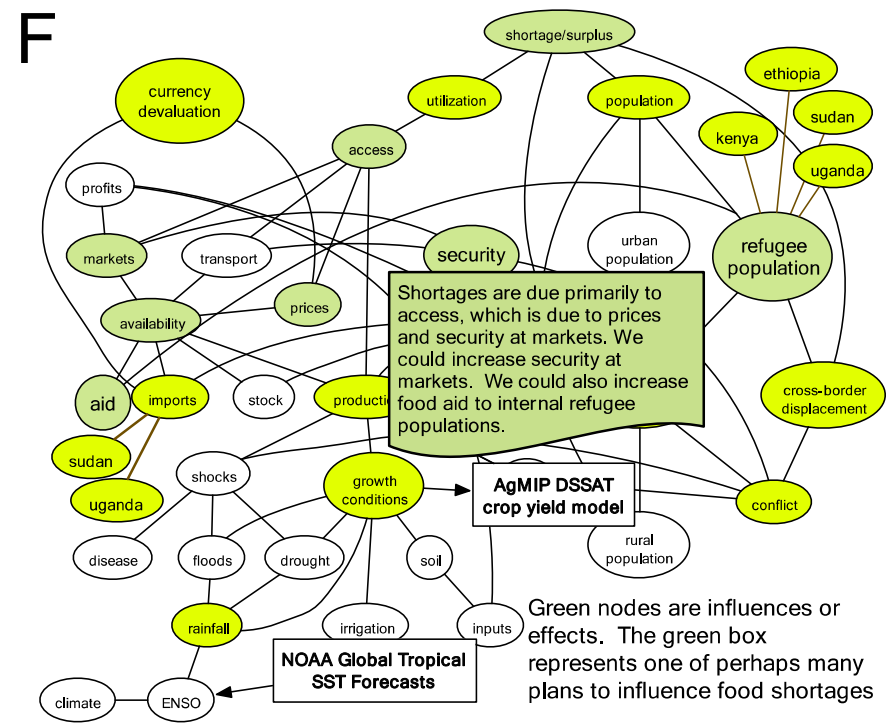 F
shortage/surplus
ethiopia
currency
devaluation
utilization
population
sudan
kenya
access
uganda
profits
markets
transport
security
urban
population
refugee
population
Shortages are due primarily to
access, which is due to prices
and security at markets. We
could increase security at
markets. We could also increase
food aid to internal refugee
populations.
prices
availability
aid
imports
stock
producti
cross-border
displacement
sudan
uganda
shocks
growth
conditions
AgMIP DSSAT
crop yield model
conflict
disease
floods
drought
soil
rural
population
rainfall
irrigation
inputs
Green nodes are influences or
effects. The green box
represents one of perhaps many
plans to influence food shortages
NOAA Global Tropical
SST Forecasts
climate
ENSO